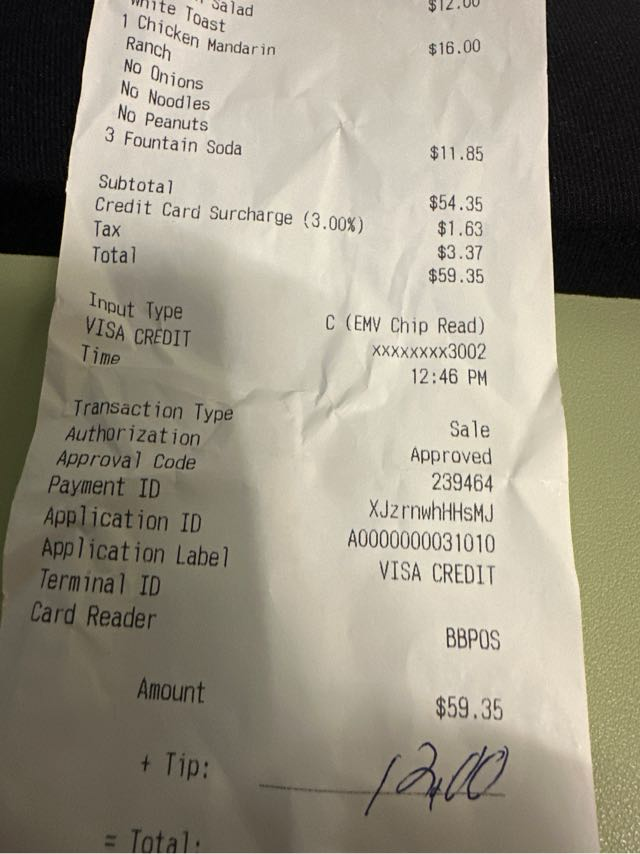 Salad $12.00
White Toast
1 Chicken Mandarin $16.00
Ranch
No Onions
No Noodles
No Peanuts
3 Fountain Soda $11.85
Subtotal $54.35
Credit Card Surcharge (3.00%) $1.63
Tax $3.37
Total $59.35
Input Type C (EMV Chip Read)
VISA CREDIT xxxxxxxx3002
Time 12:46 PM
Transaction Type Sale
Authorization Approved
Approval Code 239464
Payment ID XJzrnwhHHsMJ
Application ID A0000000031010
Application Label VISA CREDIT
Terminal ID
Card Reader BBPOS
Amount $59.35
+ Tip: 12.00
= Total: